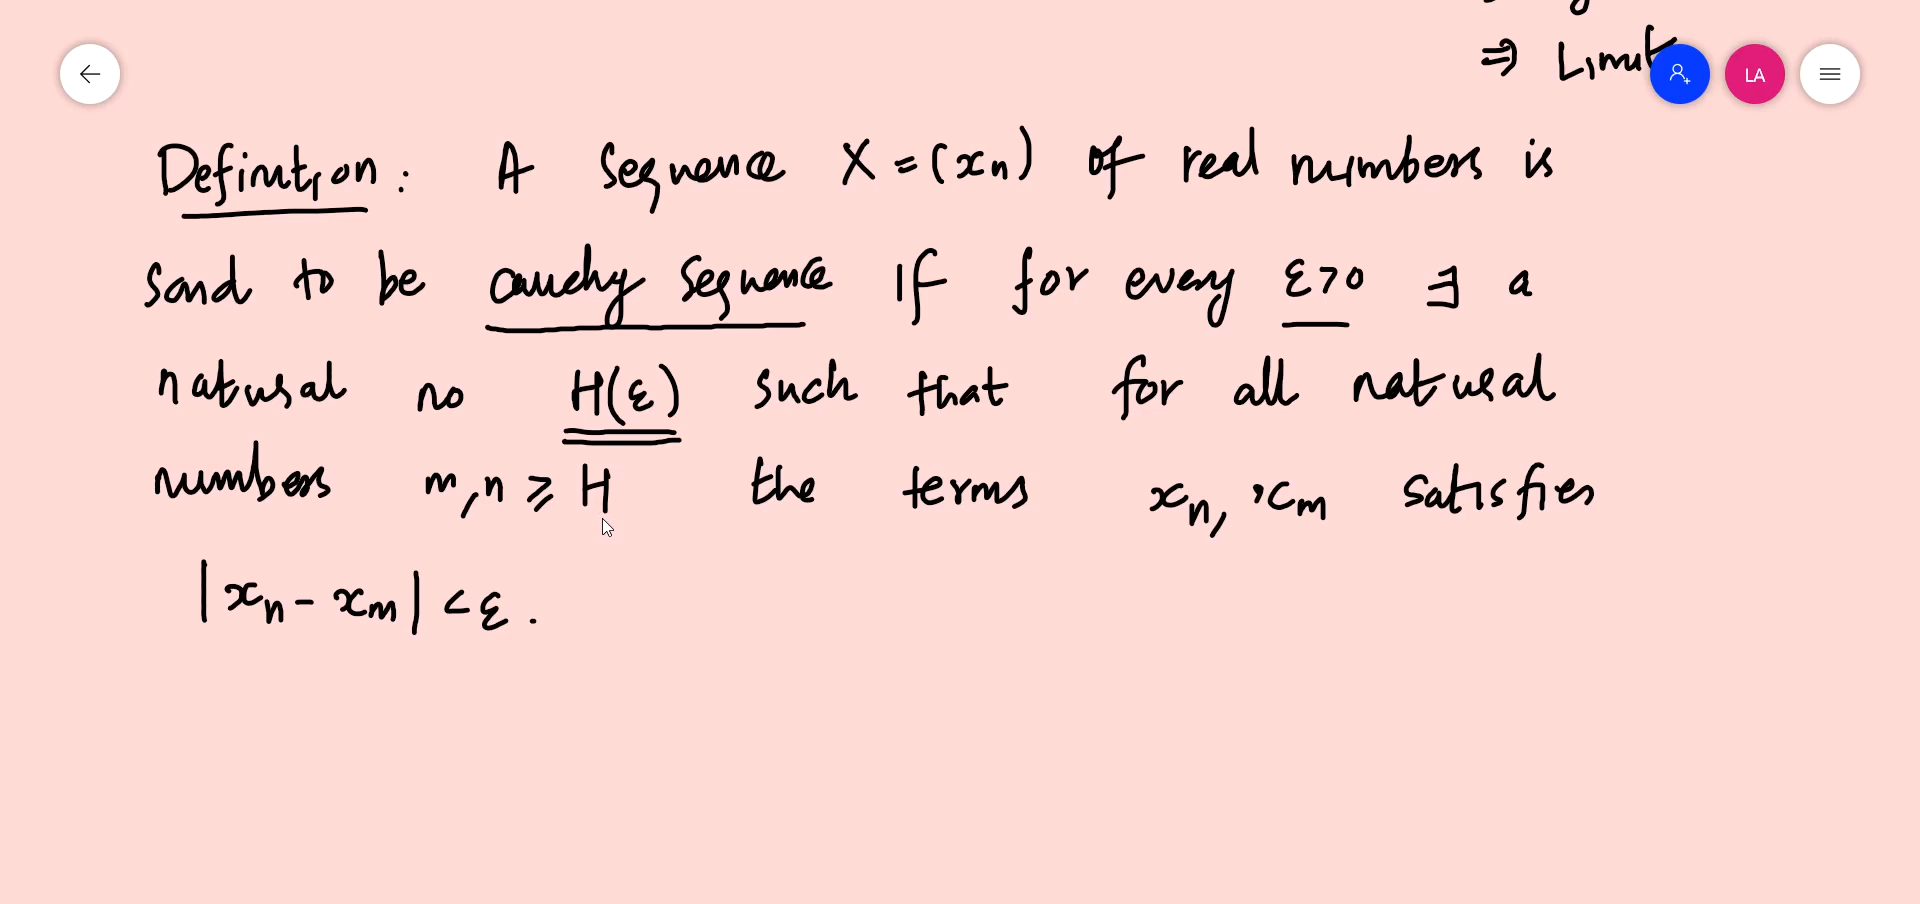 ⇒ Limit
LA
Definition : A sequence X = (xn) of real numbers is
said to be cauchy sequence if for every ε>0 ∃ a
natural no H(ε) such that for all natural
numbers m,n ≥ H the terms xn, xm satisfies
|xn - xm| < ε .